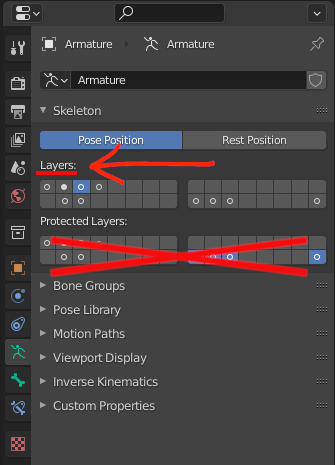 Armature Armature
Armature
Skeleton
Pose Position Rest Position
Layers:
Protected Layers:
Bone Groups
Pose Library
Motion Paths
Viewport Display
Inverse Kinematics
Custom Properties